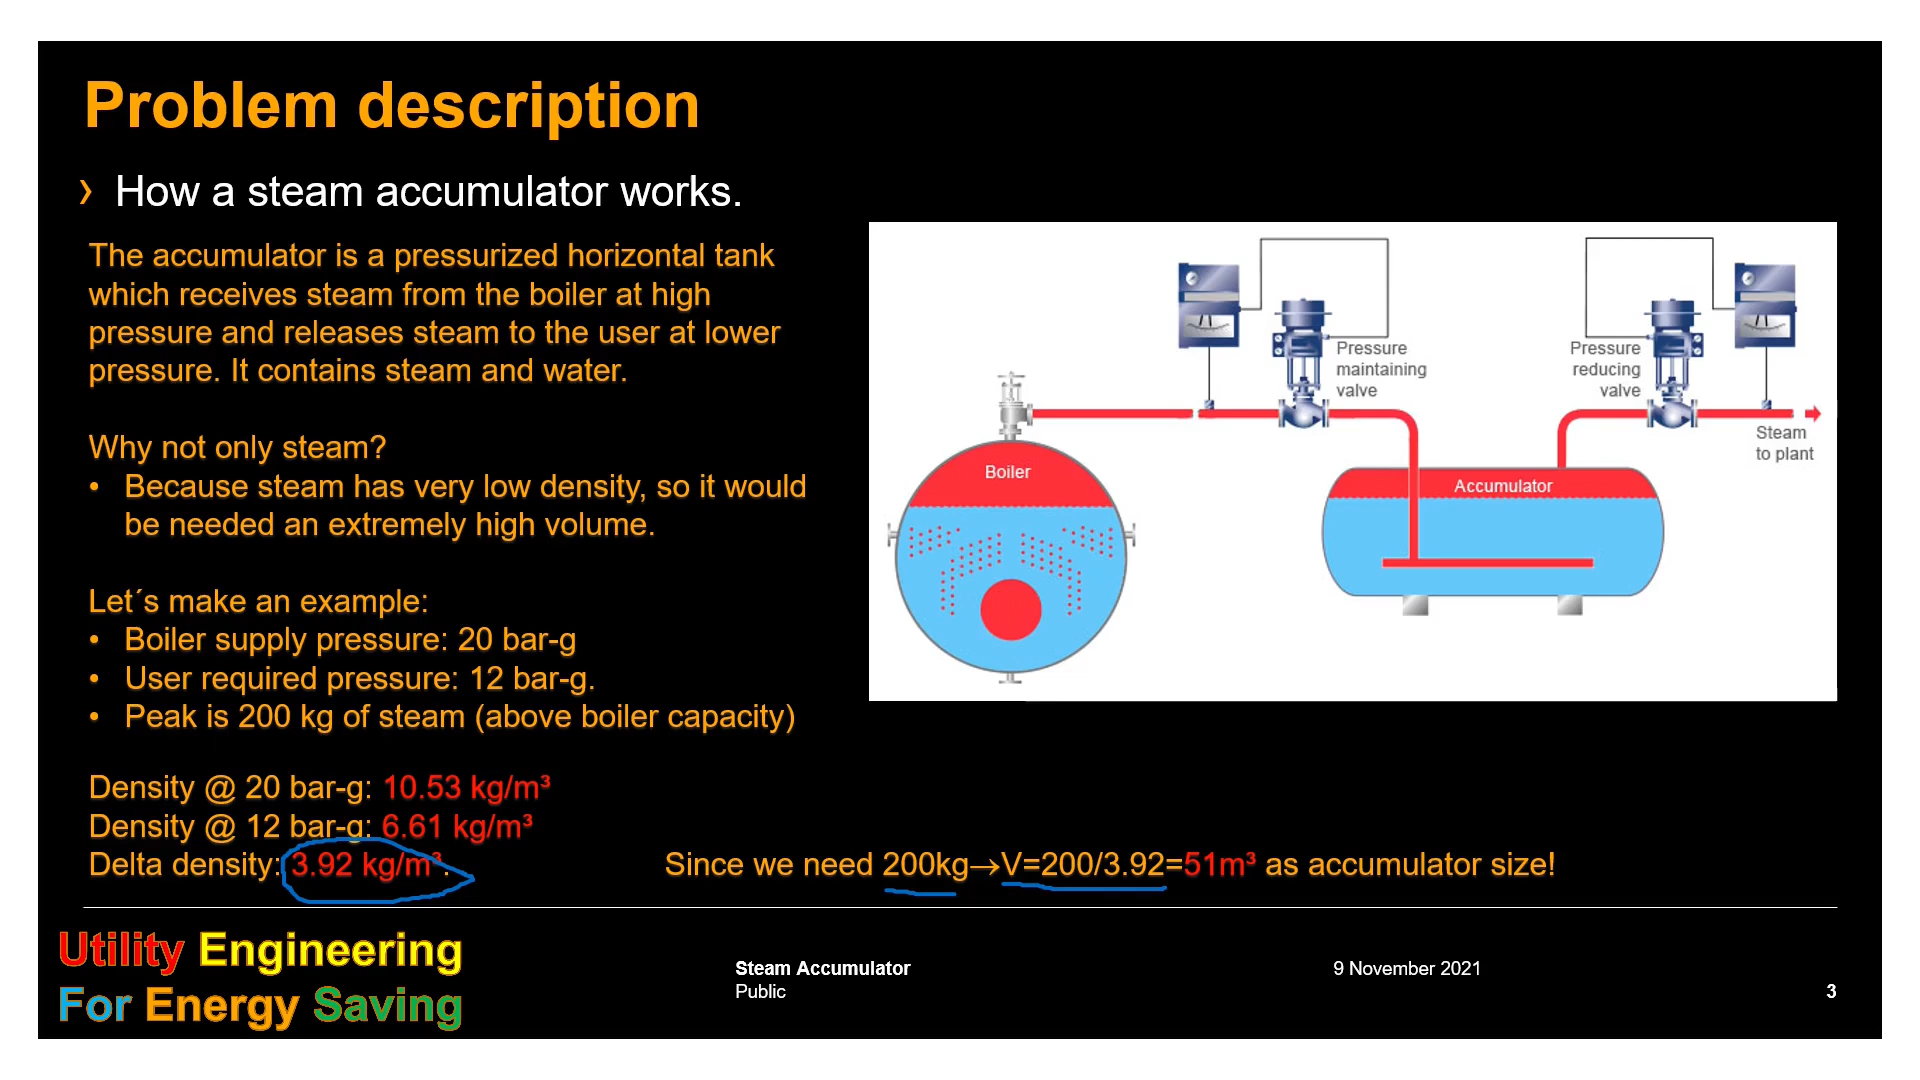 Problem description
› How a steam accumulator works.
The accumulator is a pressurized horizontal tank
which receives steam from the boiler at high
pressure and releases steam to the user at lower
pressure. It contains steam and water.
Why not only steam?
• Because steam has very low density, so it would
be needed an extremely high volume.
Let´s make an example:
• Boiler supply pressure: 20 bar-g
• User required pressure: 12 bar-g.
• Peak is 200 kg of steam (above boiler capacity)
Density @ 20 bar-g: 10.53 kg/m³
Density @ 12 bar-g: 6.61 kg/m³
Delta density: 3.92 kg/m³.
Since we need 200kg→V=200/3.92=51m³ as accumulator size!
Pressure
maintaining
valve
Pressure
reducing
valve
Steam
to plant
Boiler
Accumulator
Utility Engineering
For Energy Saving
Steam Accumulator
Public
9 November 2021
3